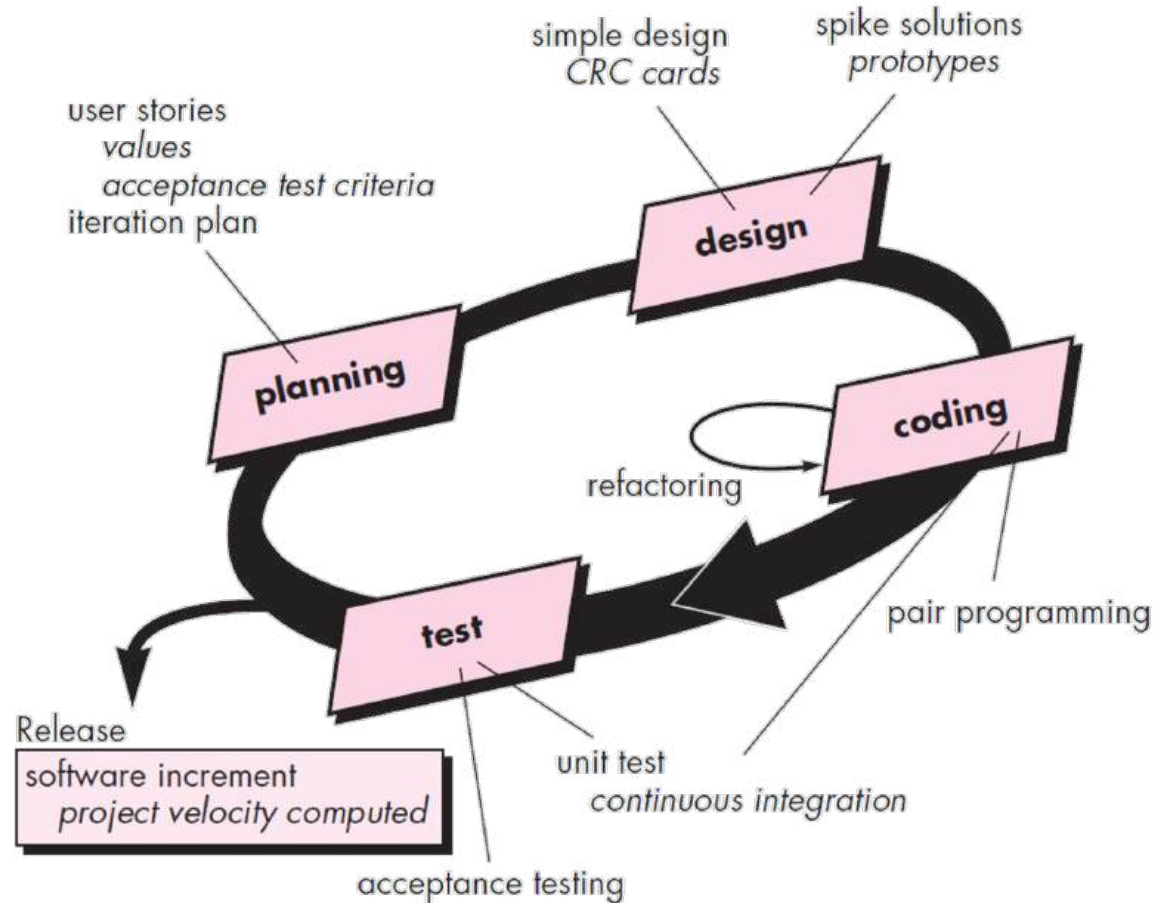 simple design
CRC cards
spike solutions
prototypes
user stories
values
acceptance test criteria
iteration plan
design
planning
coding
refactoring
test
pair programming
Release
software increment
project velocity computed
unit test
continuous integration
acceptance testing